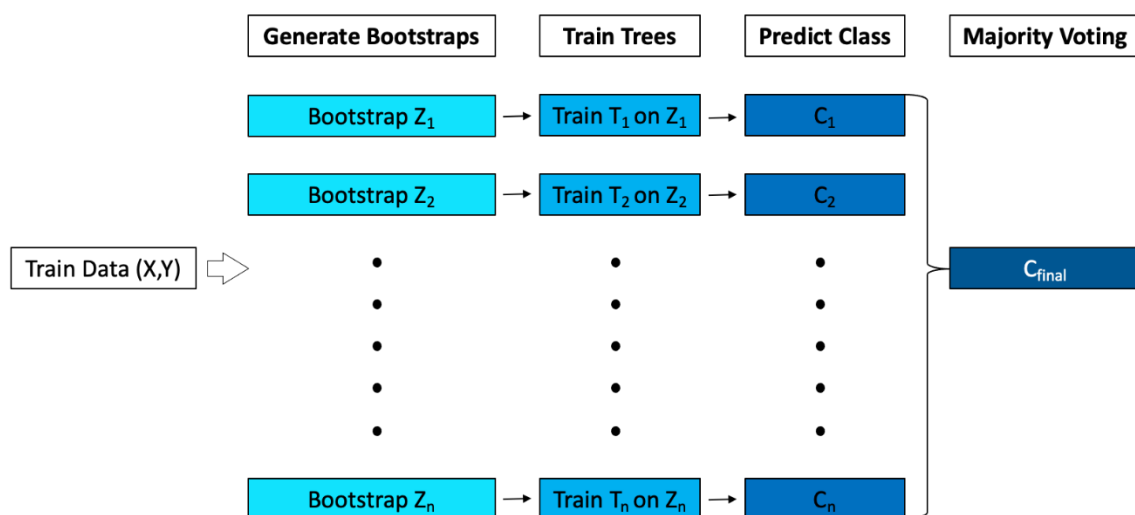 Generate Bootstraps
Train Trees
Predict Class
Majority Voting
Bootstrap Z₁
Train T₁ on Z₁
C₁
Bootstrap Z₂
Train T₂ on Z₂
C₂
Train Data (X,Y)
C_final
Bootstrap Zₙ
Train Tₙ on Zₙ
Cₙ